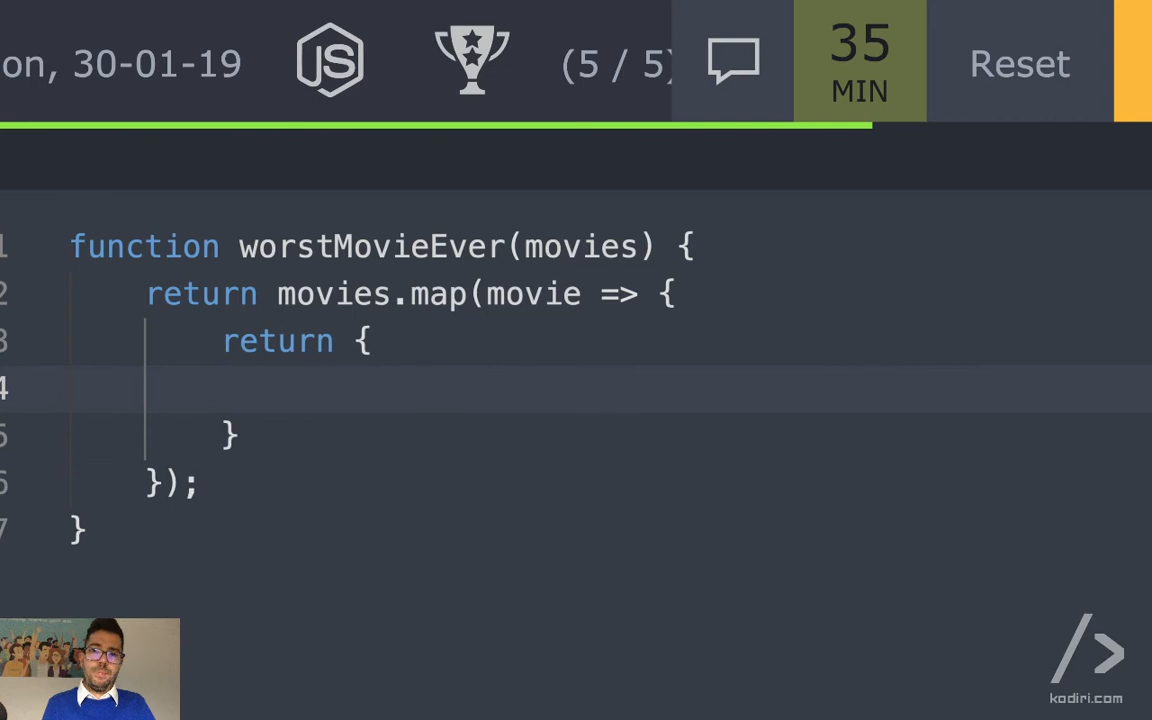 on, 30-01-19 JS (5 / 5) 35 MIN Reset
1 function worstMovieEver(movies) {
2 return movies.map(movie => {
3 return {
4
5 }
6 });
7 }
/>
kodiri.com